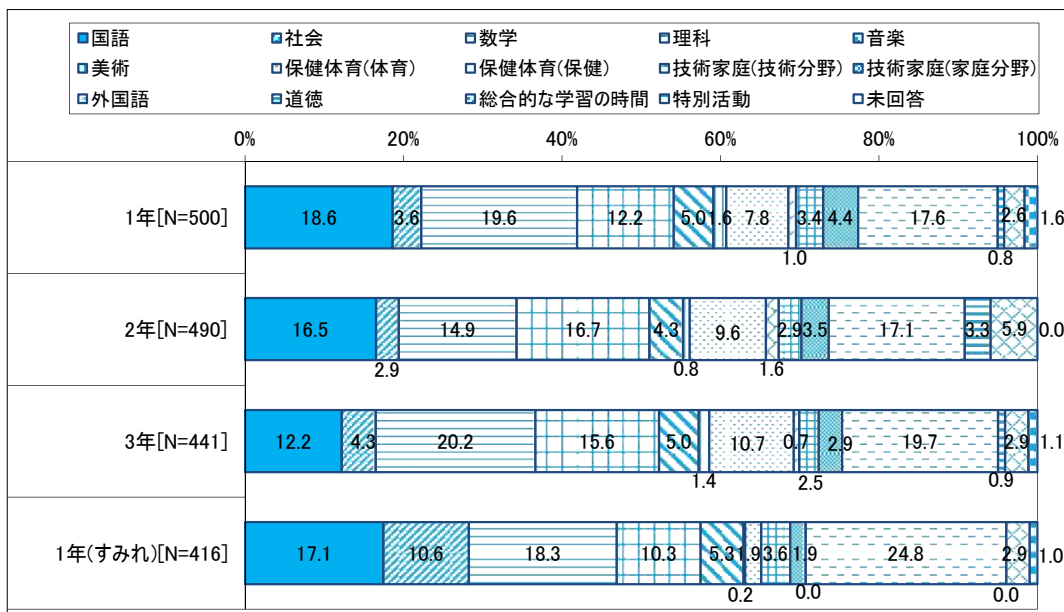 国語 社会 数学 理科 音楽
美術 保健体育(体育) 保健体育(保健) 技術家庭(技術分野) 技術家庭(家庭分野)
外国語 道徳 総合的な学習の時間 特別活動 未回答
0% 20% 40% 60% 80% 100%
1年[N=500] 18.6 3.6 19.6 12.2 5.0 1.6 7.8 3.4 4.4 17.6 2.6 1.6
1.0 0.8
2年[N=490] 16.5 14.9 16.7 4.3 9.6 2.9 3.5 17.1 3.3 5.9 0.0
2.9 0.8 1.6
3年[N=441] 12.2 4.3 20.2 15.6 5.0 10.7 0.7 2.9 19.7 2.9 1.1
1.4 2.5 0.9
1年(すみれ)[N=416] 17.1 10.6 18.3 10.3 5.3 1.9 3.6 1.9 24.8 2.9 1.0
0.2 0.0 0.0